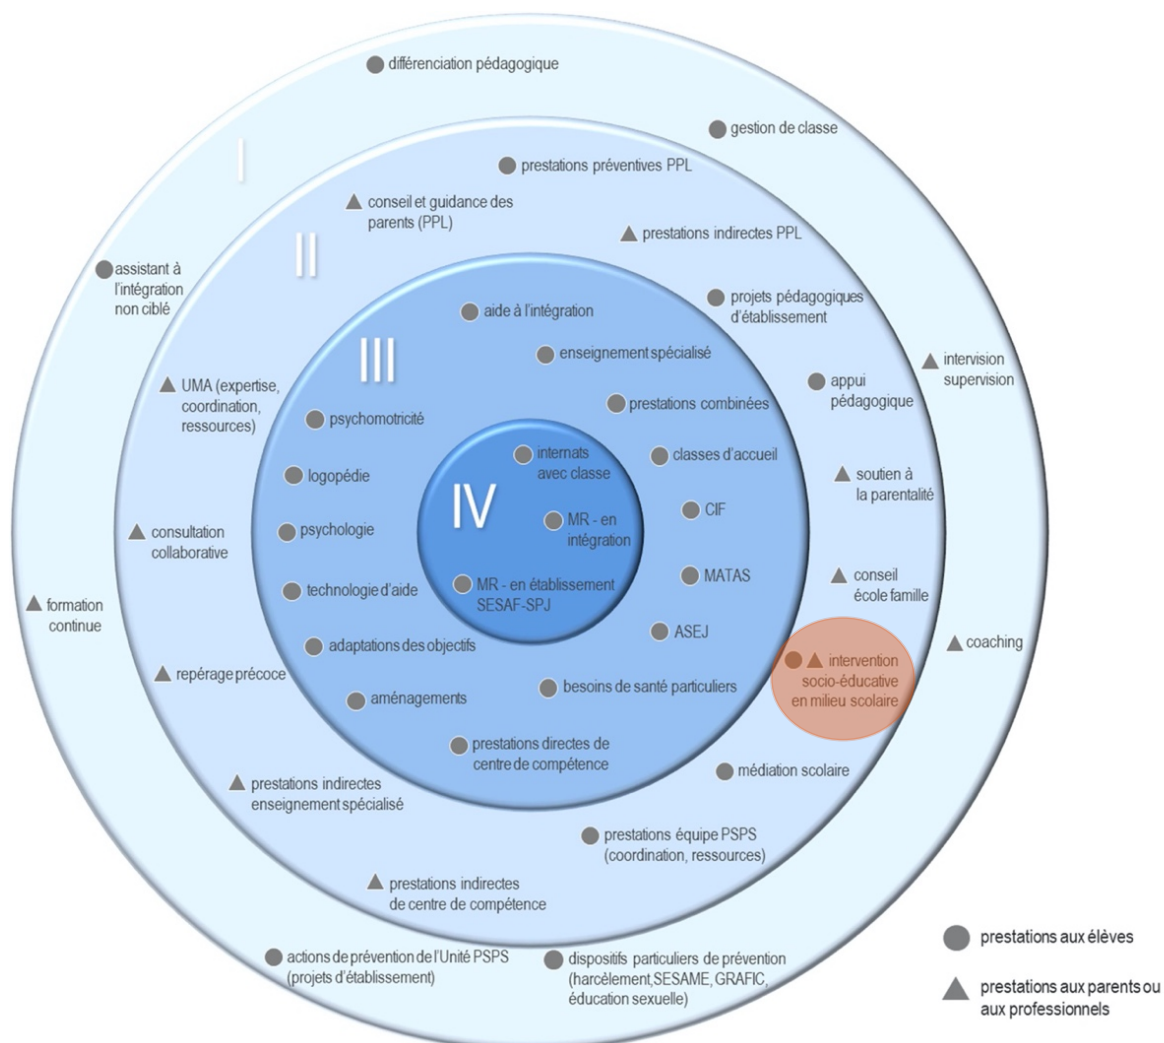 différenciation pédagogique
gestion de classe
I
prestations préventives PPL
conseil et guidance des
parents (PPL)
prestations indirectes PPL
II
assistant à
l'intégration
non ciblé
projets pédagogiques
d'établissement
aide à l'intégration
III
enseignement spécialisé
intervision
supervision
UMA (expertise,
coordination,
ressources)
appui
pédagogique
prestations combinées
psychomotricité
internats
avec classe
classes d'accueil
logopédie
soutien à
la parentalité
IV
CIF
MR - en
intégration
psychologie
consultation
collaborative
MATAS
conseil
école famille
MR - en établissement
SESAF-SPJ
technologie d'aide
formation
continue
ASEJ
adaptations des objectifs
coaching
intervention
socio-éducative
en milieu scolaire
repérage précoce
besoins de santé particuliers
aménagements
prestations directes de
centre de compétence
médiation scolaire
prestations indirectes
enseignement spécialisé
prestations équipe PSPS
(coordination, ressources)
prestations indirectes
de centre de compétence
prestations aux élèves
actions de prévention de l'Unité PSPS
(projets d'établissement)
dispositifs particuliers de prévention
(harcèlement,SESAME, GRAFIC,
éducation sexuelle)
prestations aux parents ou
aux professionnels